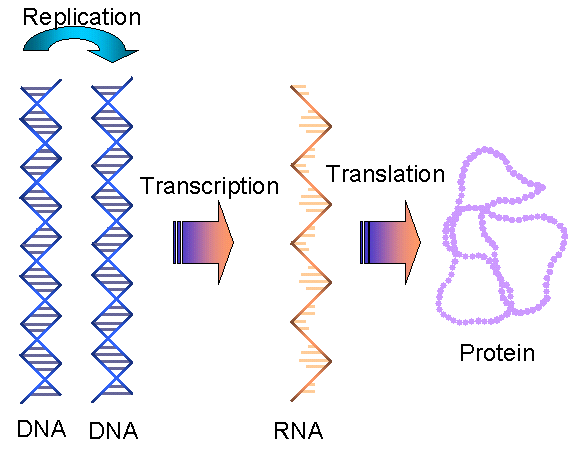 Replication
Transcription
Translation
Protein
DNA
DNA
RNA